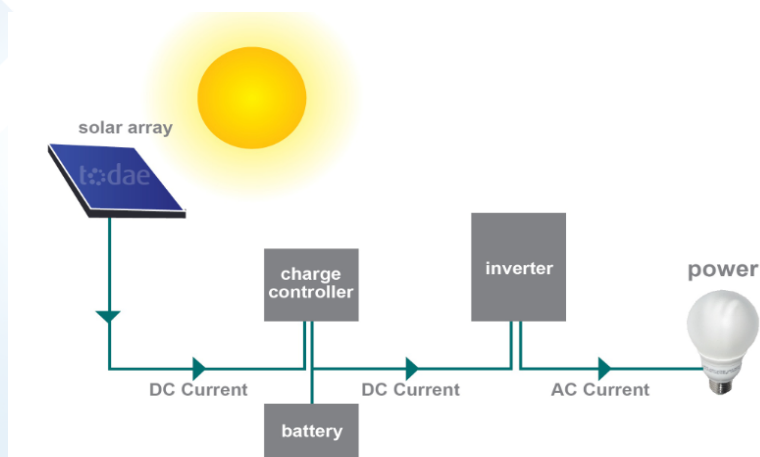 solar array
todae
charge
controller
inverter
power
DC Current
DC Current
AC Current
battery